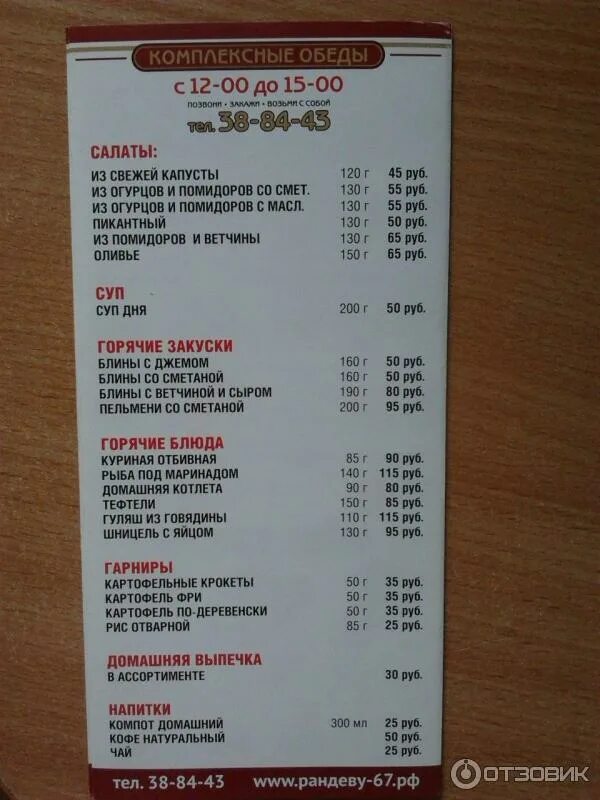 КОМПЛЕКСНЫЕ ОБЕДЫ
с 12-00 до 15-00
ПОЗВОНИ • ЗАКАЖИ • ВОЗЬМИ С СОБОЙ
тел. 38-84-43
САЛАТЫ:
ИЗ СВЕЖЕЙ КАПУСТЫ 120 г 45 руб.
ИЗ ОГУРЦОВ И ПОМИДОРОВ СО СМЕТ. 130 г 55 руб.
ИЗ ОГУРЦОВ И ПОМИДОРОВ С МАСЛ. 130 г 55 руб.
ПИКАНТНЫЙ 130 г 50 руб.
ИЗ ПОМИДОРОВ И ВЕТЧИНЫ 130 г 65 руб.
ОЛИВЬЕ 150 г 65 руб.
СУП
СУП ДНЯ 200 г 50 руб.
ГОРЯЧИЕ ЗАКУСКИ
БЛИНЫ С ДЖЕМОМ 160 г 50 руб.
БЛИНЫ СО СМЕТАНОЙ 160 г 50 руб.
БЛИНЫ С ВЕТЧИНОЙ И СЫРОМ 190 г 80 руб.
ПЕЛЬМЕНИ СО СМЕТАНОЙ 200 г 95 руб.
ГОРЯЧИЕ БЛЮДА
КУРИНАЯ ОТБИВНАЯ 85 г 90 руб.
РЫБА ПОД МАРИНАДОМ 140 г 115 руб.
ДОМАШНЯЯ КОТЛЕТА 90 г 80 руб.
ТЕФТЕЛИ 150 г 85 руб.
ГУЛЯШ ИЗ ГОВЯДИНЫ 110 г 115 руб.
ШНИЦЕЛЬ С ЯЙЦОМ 130 г 95 руб.
ГАРНИРЫ
КАРТОФЕЛЬНЫЕ КРОКЕТЫ 50 г 35 руб.
КАРТОФЕЛЬ ФРИ 50 г 35 руб.
КАРТОФЕЛЬ ПО-ДЕРЕВЕНСКИ 50 г 35 руб.
РИС ОТВАРНОЙ 85 г 25 руб.
ДОМАШНЯЯ ВЫПЕЧКА
В АССОРТИМЕНТЕ 30 руб.
НАПИТКИ
КОМПОТ ДОМАШНИЙ 300 мл 25 руб.
КОФЕ НАТУРАЛЬНЫЙ 50 руб.
ЧАЙ 25 руб.
тел. 38-84-43 www.рандеву-67.рф
ОТЗОВИК